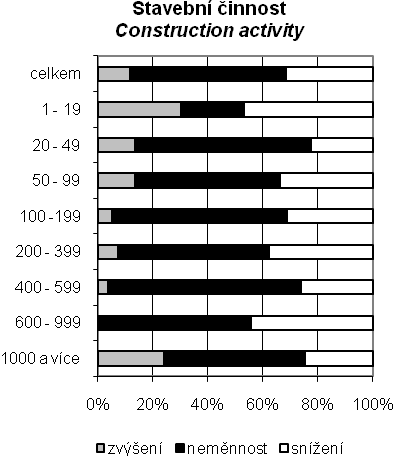 Stavební činnost
Construction activity
celkem
1 - 19
20 - 49
50 - 99
100 -199
200 - 399
400 - 599
600 - 999
1000 a více
0% 20% 40% 60% 80% 100%
zvýšení neměnnost snížení